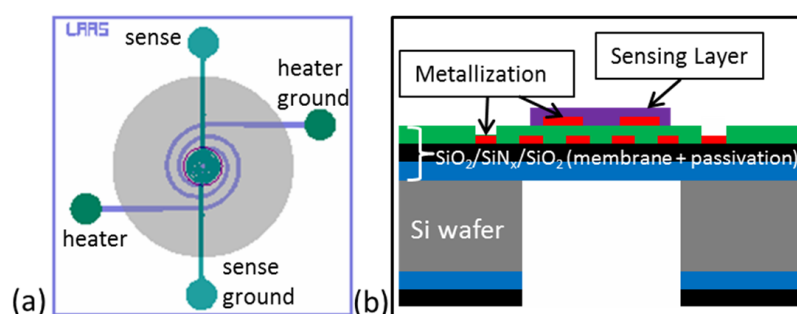 LAAS
sense
heater
ground
heater
sense
ground
(a)
Metallization
Sensing Layer
SiO₂/SiNₓ/SiO₂ (membrane + passivation)
Si wafer
(b)